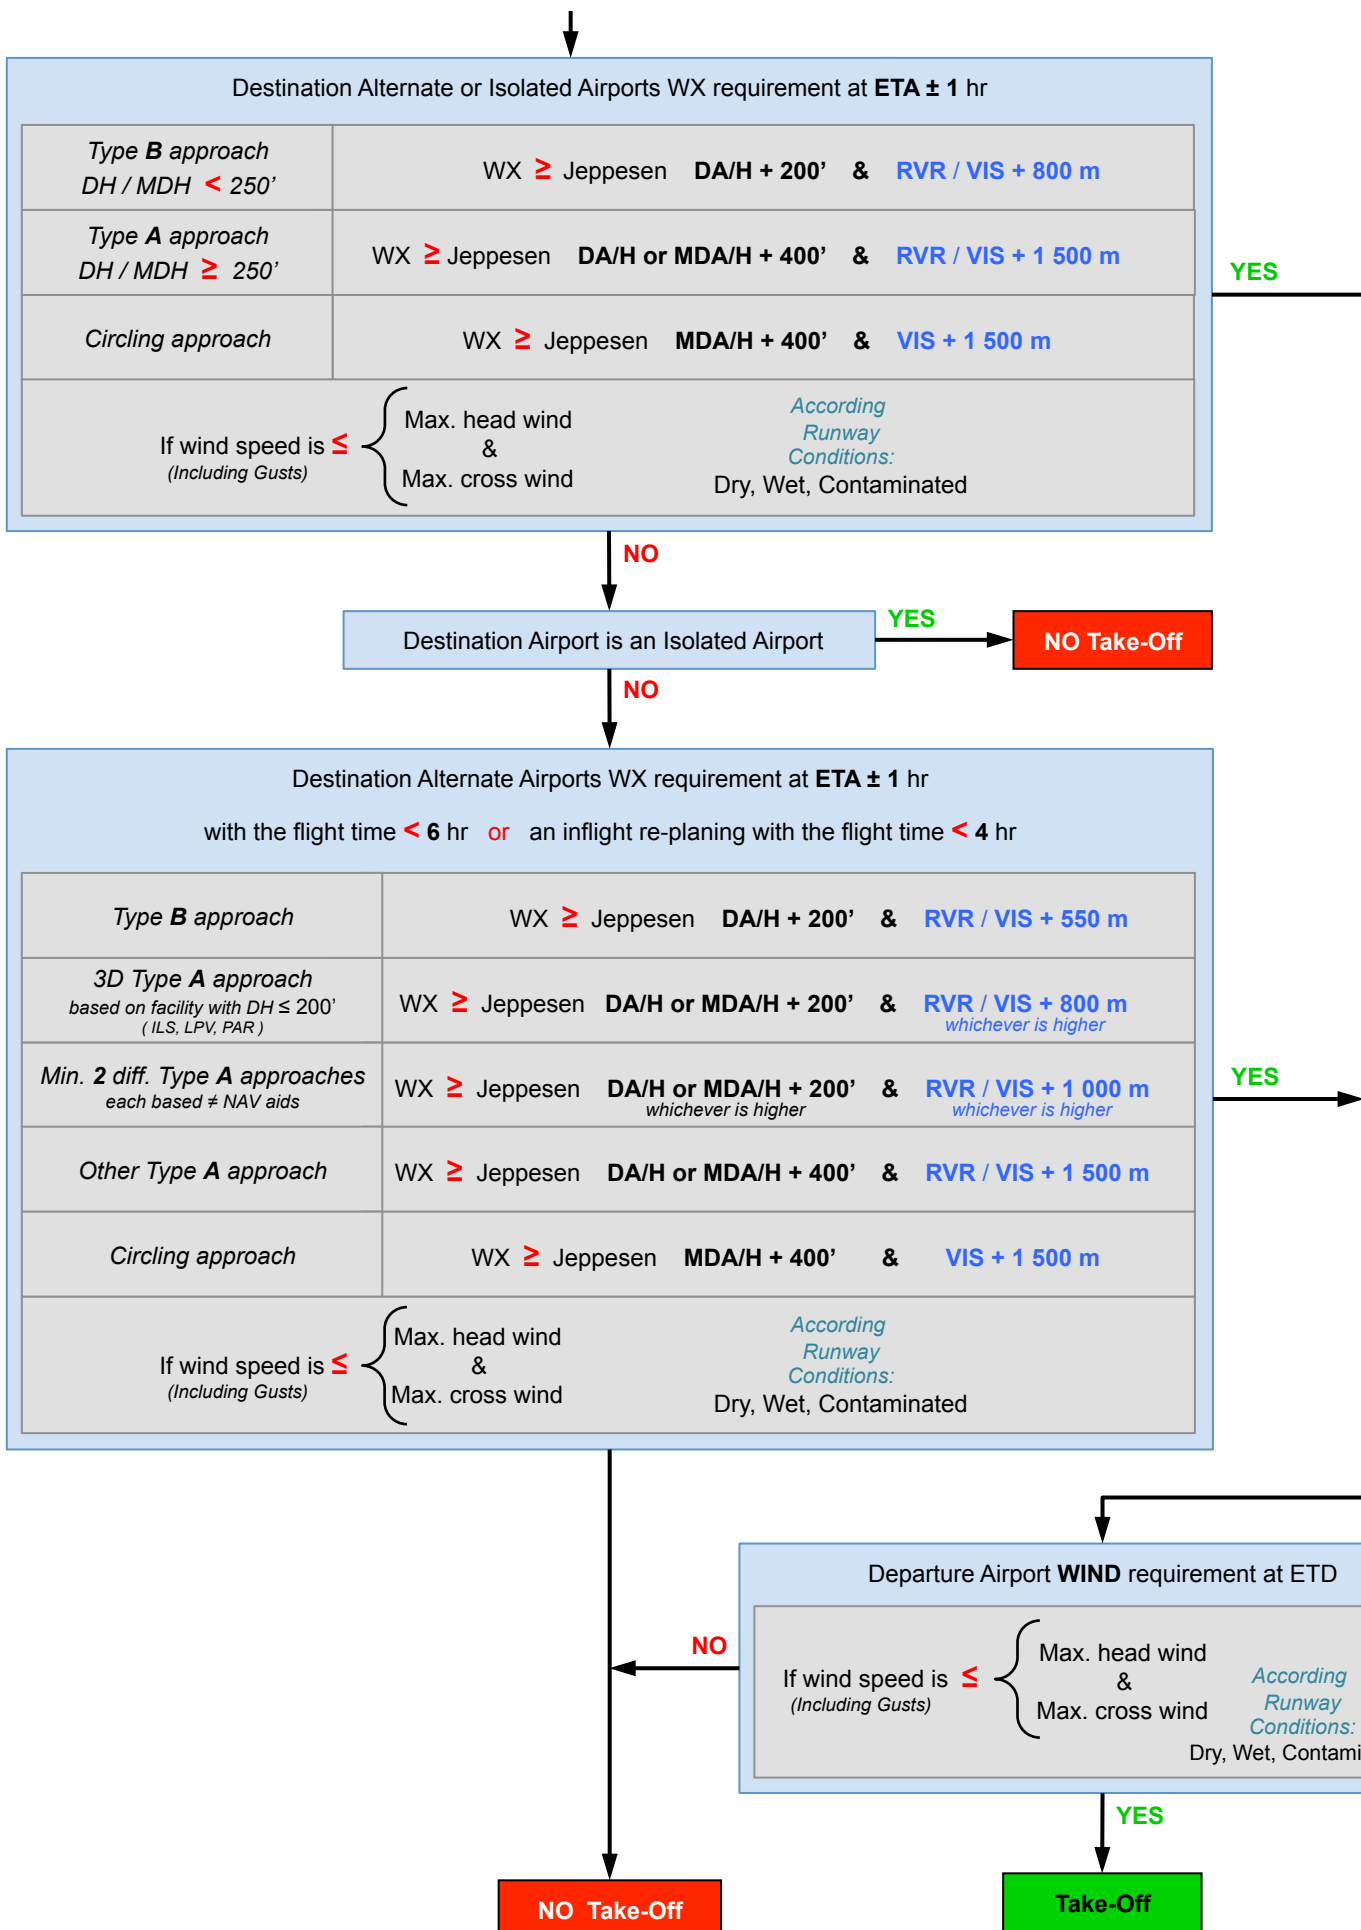 Destination Alternate or Isolated Airports WX requirement at ETA ± 1 hr
Type B approach
DH / MDH < 250’
WX ≥ Jeppesen DA/H + 200’ & RVR / VIS + 800 m
Type A approach
DH / MDH ≥ 250’
WX ≥ Jeppesen DA/H or MDA/H + 400’ & RVR / VIS + 1 500 m
YES
Circling approach
WX ≥ Jeppesen MDA/H + 400’ & VIS + 1 500 m
If wind speed is ≤
(Including Gusts)
Max. head wind
&
Max. cross wind
According
Runway
Conditions:
Dry, Wet, Contaminated
NO
Destination Airport is an Isolated Airport
YES
NO Take-Off
NO
Destination Alternate Airports WX requirement at ETA ± 1 hr
with the flight time < 6 hr or an inflight re-planing with the flight time < 4 hr
Type B approach
WX ≥ Jeppesen DA/H + 200’ & RVR / VIS + 550 m
3D Type A approach
based on facility with DH ≤ 200’
( ILS, LPV, PAR )
WX ≥ Jeppesen DA/H or MDA/H + 200’ & RVR / VIS + 800 m
whichever is higher
Min. 2 diff. Type A approaches
each based ≠ NAV aids
WX ≥ Jeppesen DA/H or MDA/H + 200’ & RVR / VIS + 1 000 m
whichever is higher whichever is higher
YES
Other Type A approach
WX ≥ Jeppesen DA/H or MDA/H + 400’ & RVR / VIS + 1 500 m
Circling approach
WX ≥ Jeppesen MDA/H + 400’ & VIS + 1 500 m
If wind speed is ≤
(Including Gusts)
Max. head wind
&
Max. cross wind
According
Runway
Conditions:
Dry, Wet, Contaminated
Departure Airport WIND requirement at ETD
NO
If wind speed is ≤
(Including Gusts)
Max. head wind
&
Max. cross wind
According
Runway
Conditions:
Dry, Wet, Contami
YES
NO Take-Off
Take-Off